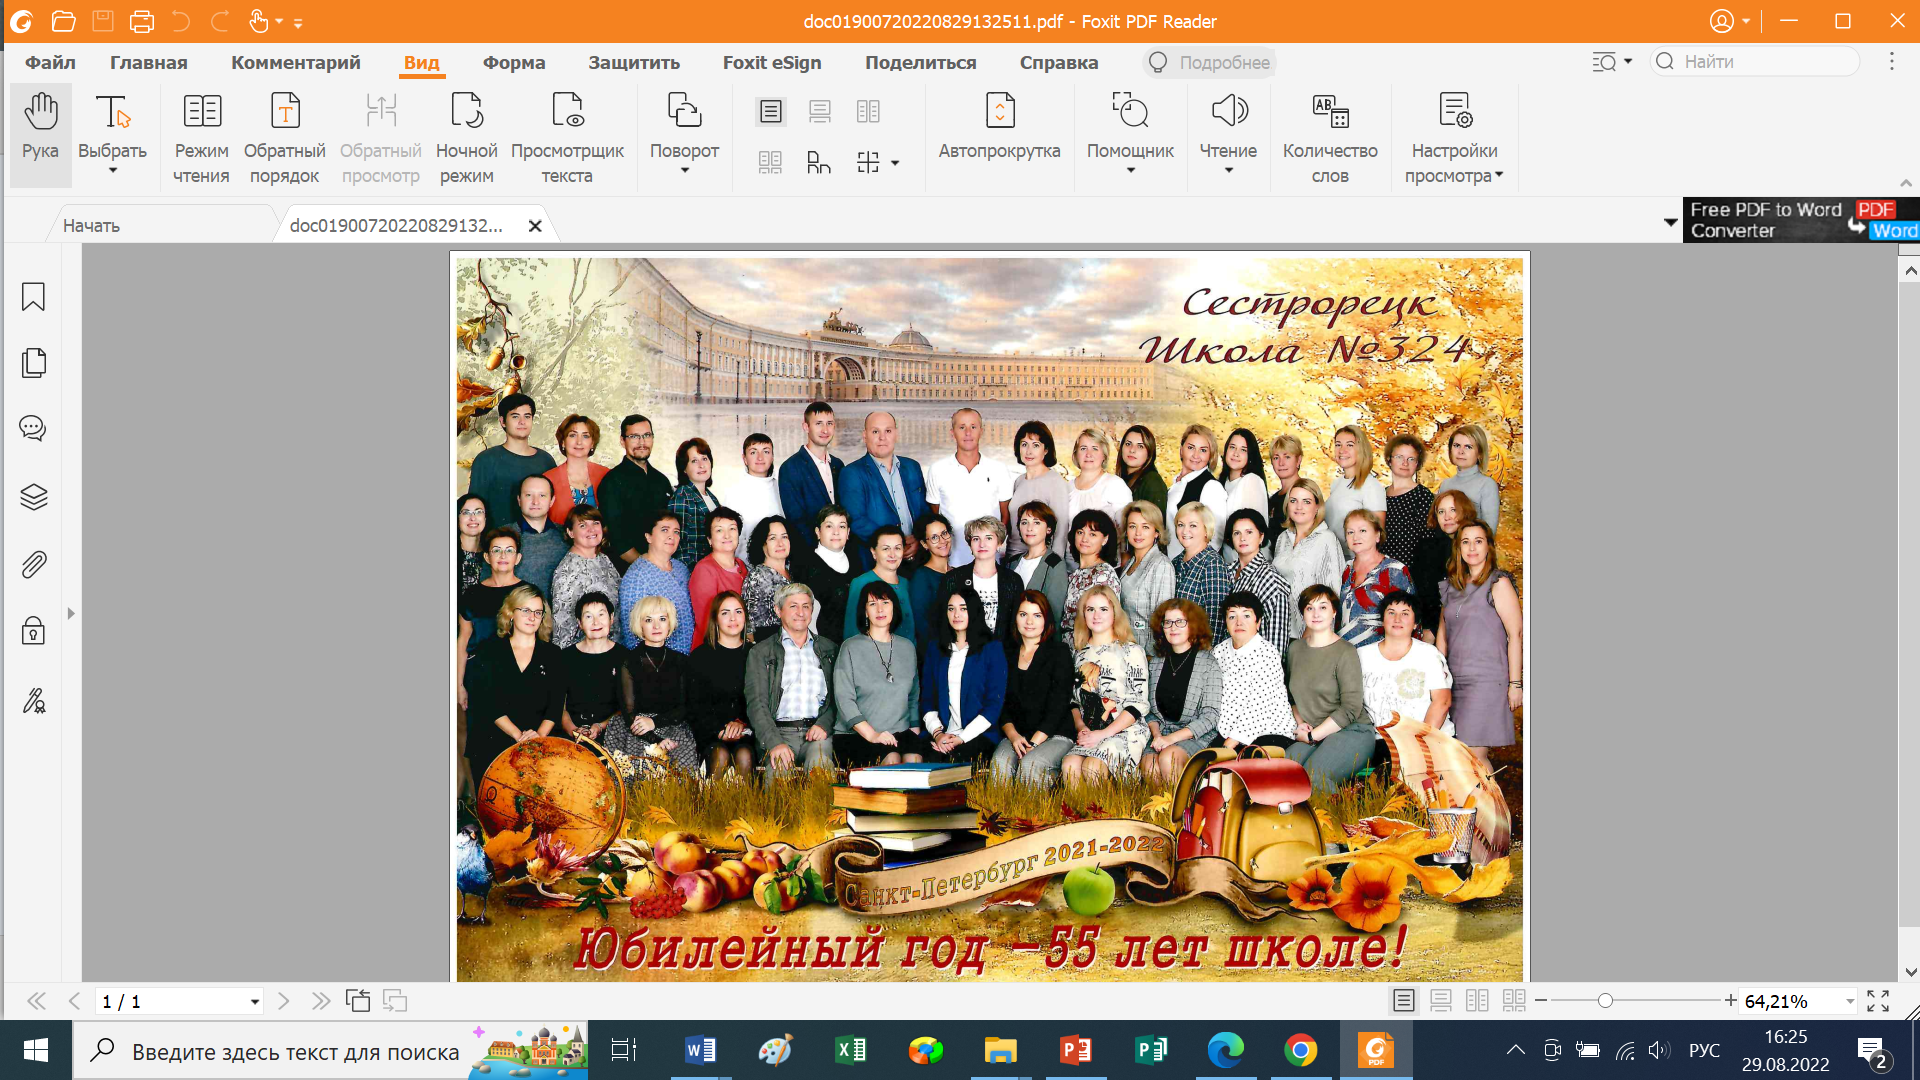 doc01900720220829132511.pdf - Foxit PDF Reader
Файл Главная Комментарий Вид Форма Защитить Foxit eSign Поделиться Справка Подробнее Найти
Рука Выбрать Режим чтения Обратный порядок Обратный просмотр Ночной режим Просмотрщик текста Поворот Автопрокрутка Помощник Чтение Количество слов Настройки просмотра
Начать doc01900720220829132...
Free PDF to Word Converter PDF Word
Сестрорецк
Школа №324
Санкт-Петербург 2021-2022
Юбилейный год – 55 лет школе!
1 / 1
64,21%
Введите здесь текст для поиска
РУС
16:25
29.08.2022
2